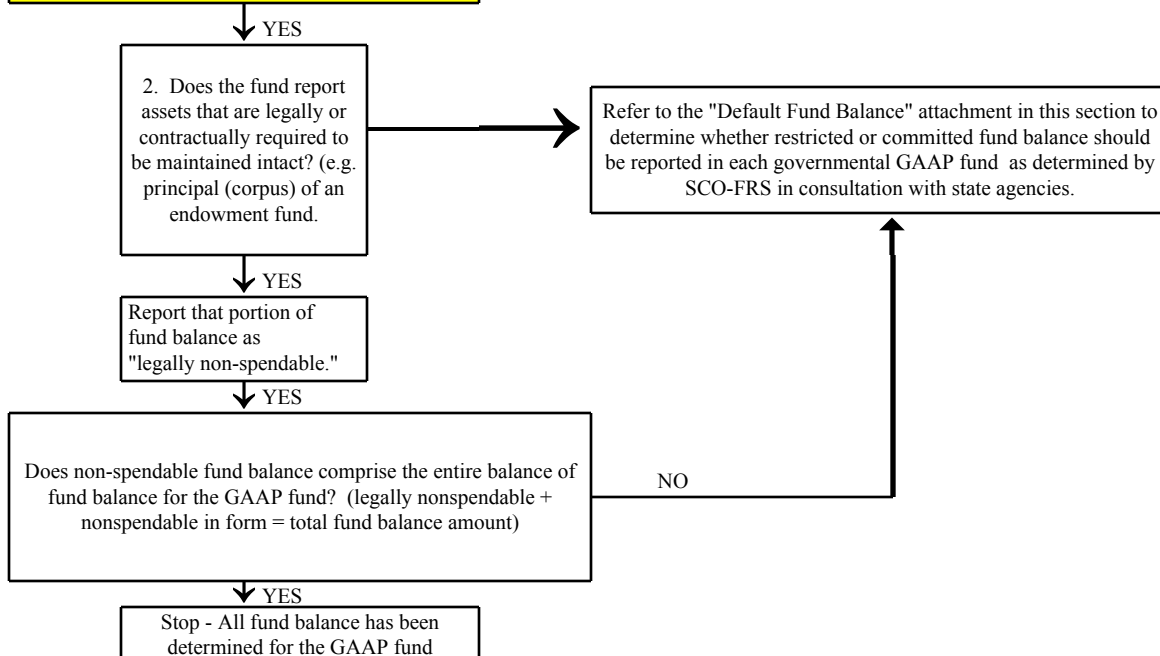 YES
2. Does the fund report
assets that are legally or
contractually required to
be maintained intact? (e.g.
principal (corpus) of an
endowment fund.
Refer to the "Default Fund Balance" attachment in this section to
determine whether restricted or committed fund balance should
be reported in each governmental GAAP fund as determined by
SCO-FRS in consultation with state agencies.
YES
Report that portion of
fund balance as
"legally non-spendable."
YES
Does non-spendable fund balance comprise the entire balance of
fund balance for the GAAP fund? (legally nonspendable +
nonspendable in form = total fund balance amount)
NO
YES
Stop - All fund balance has been
determined for the GAAP fund